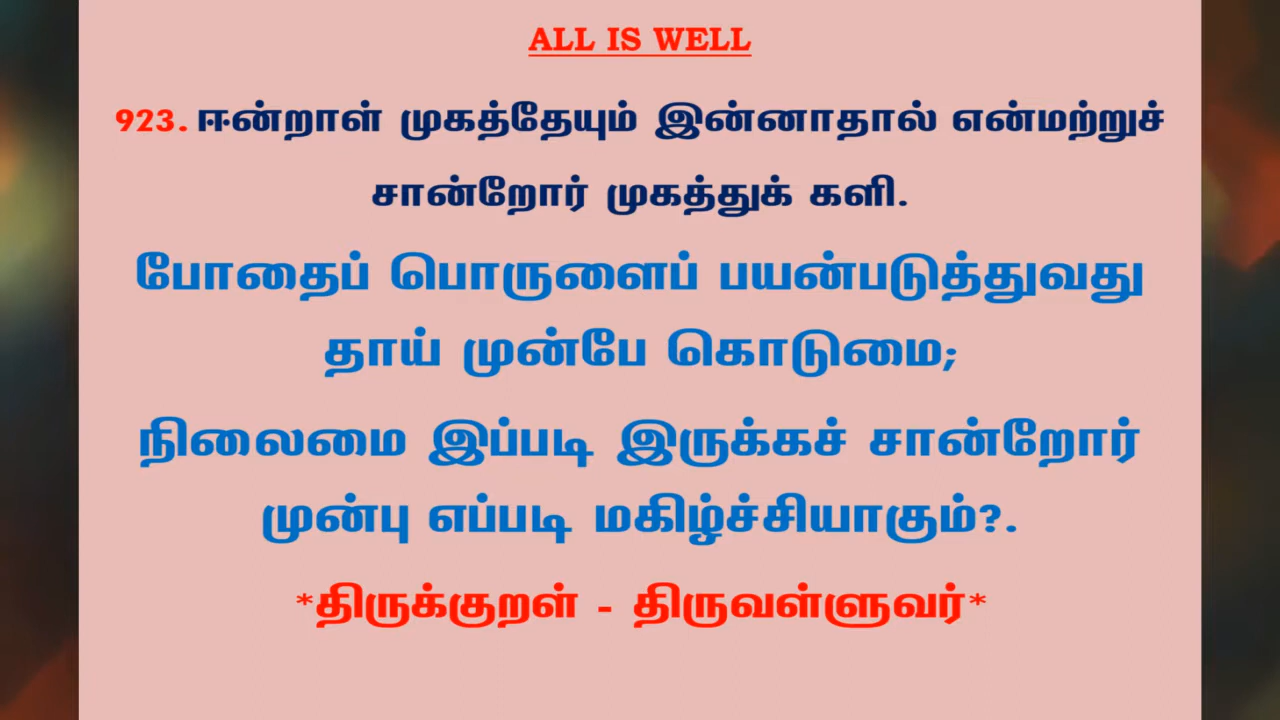 ALL IS WELL
923. ஈன்றாள் முகத்தேயும் இன்னாதால் என்மற்றுச்
சான்றோர் முகத்துக் களி.
போதைப் பொருளைப் பயன்படுத்துவது
தாய் முன்பே கொடுமை;
நிலைமை இப்படி இருக்கச் சான்றோர்
முன்பு எப்படி மகிழ்ச்சியாகும்?.
*திருக்குறள் - திருவள்ளுவர்*